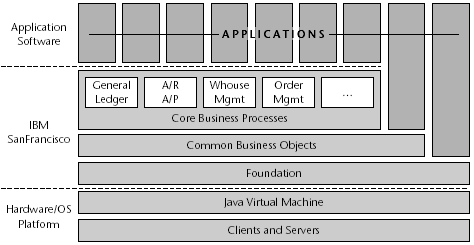 Application
Software
APPLICATIONS
IBM
SanFrancisco
General
Ledger
A/R
A/P
Whouse
Mgmt
Order
Mgmt
...
Core Business Processes
Common Business Objects
Foundation
Hardware/OS
Platform
Java Virtual Machine
Clients and Servers